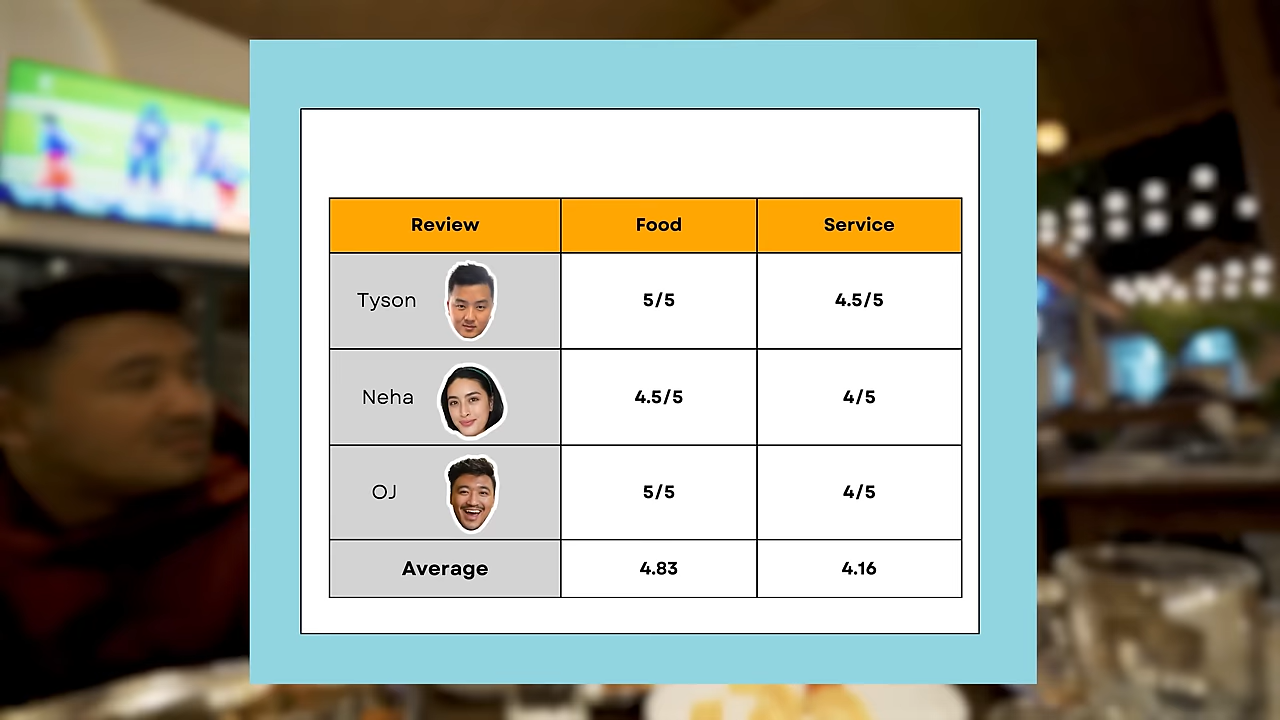 Review Food Service
Tyson 5/5 4.5/5
Neha 4.5/5 4/5
OJ 5/5 4/5
Average 4.83 4.16